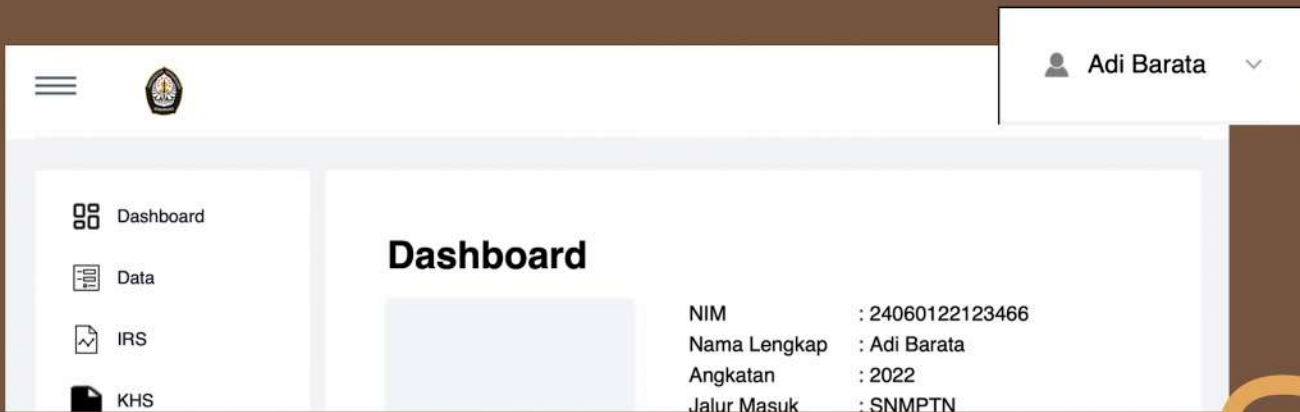 Adi Barata
Dashboard
Data
IRS
KHS
Dashboard
NIM : 24060122123466
Nama Lengkap : Adi Barata
Angkatan : 2022
Jalur Masuk : SNMPTN